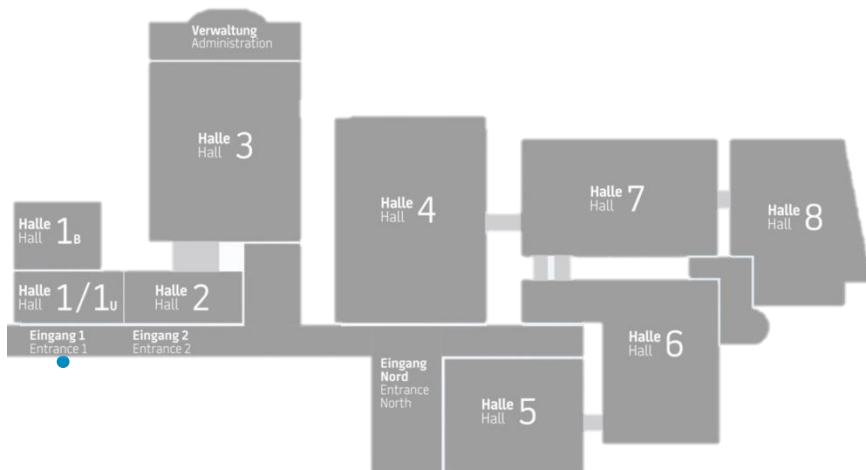 Verwaltung
Administration
Halle
Hall 3
Halle
Hall 4
Halle
Hall 7
Halle
Hall 8
Halle
Hall 1B
Halle
Hall 1/1U
Halle
Hall 2
Eingang 1
Entrance 1
Eingang 2
Entrance 2
Halle
Hall 6
Eingang
Nord
Entrance
North
Halle
Hall 5